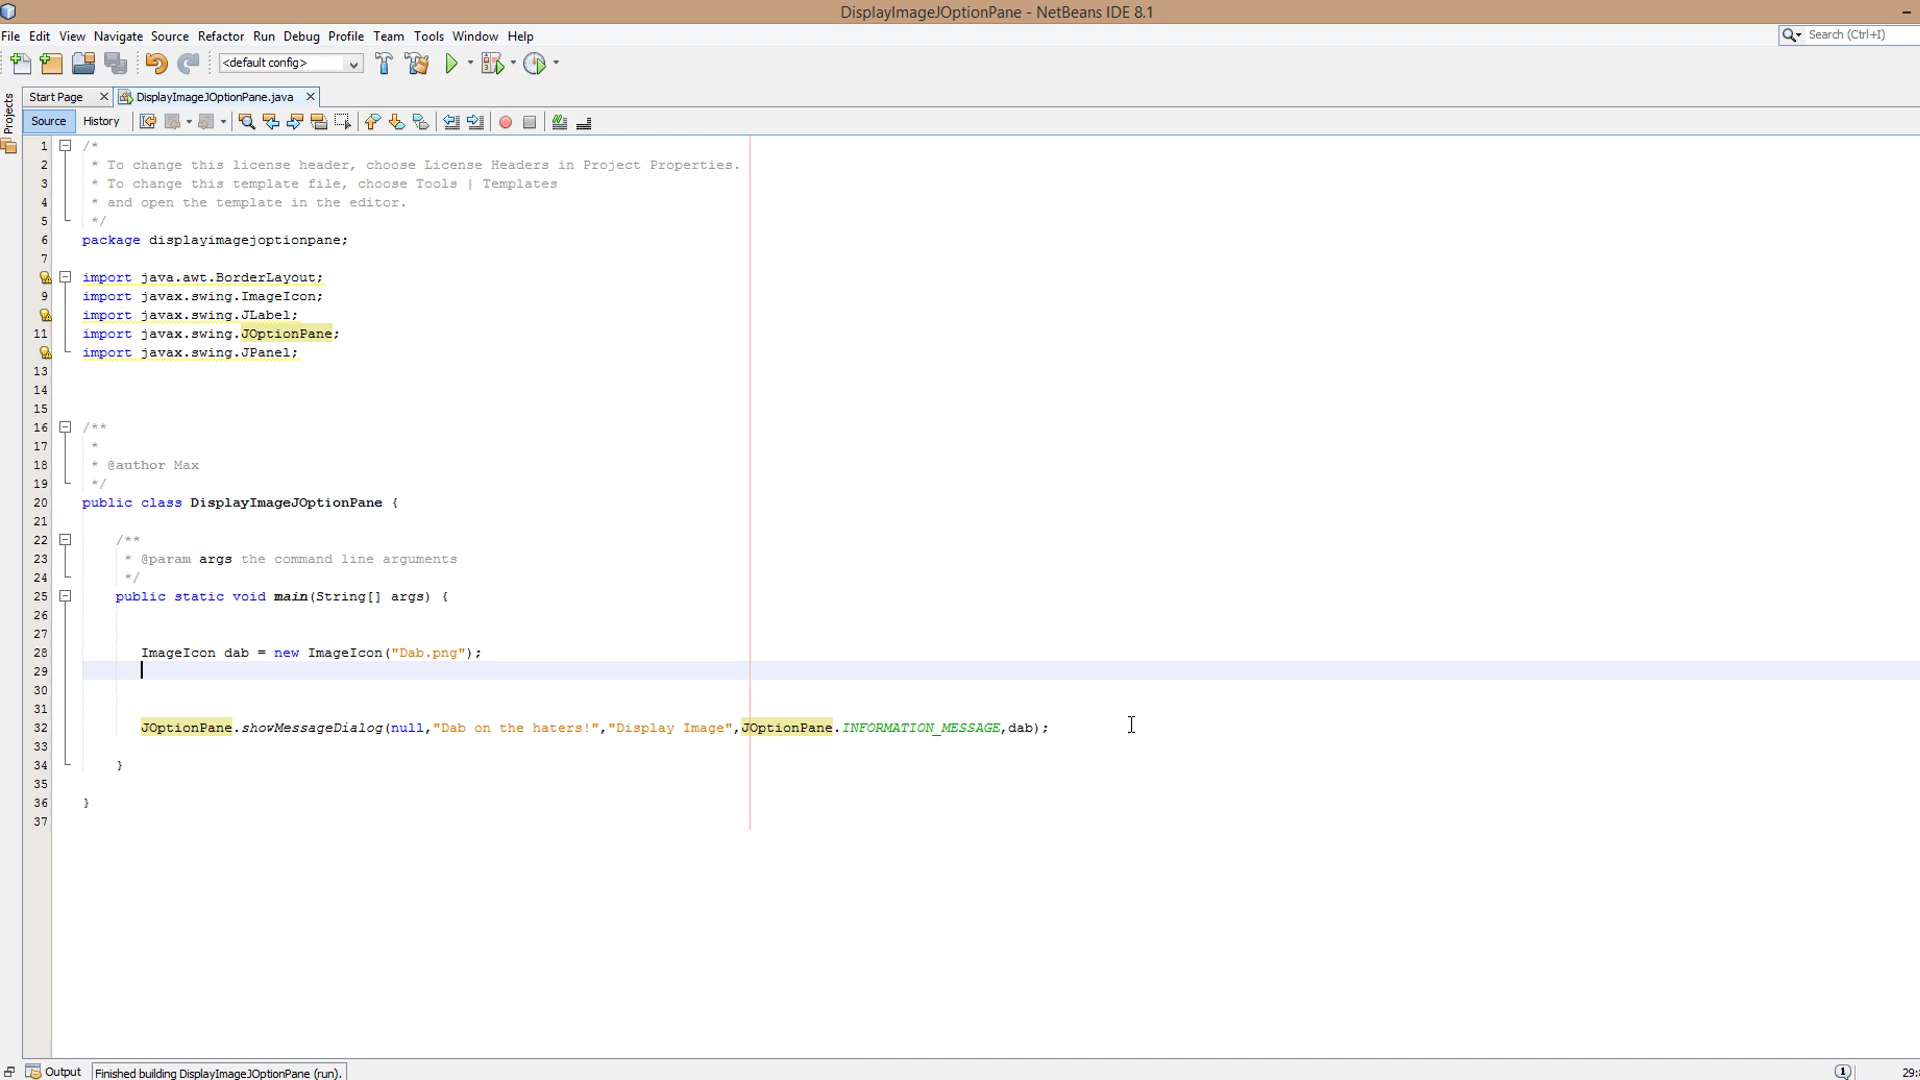 DisplayImageJOptionPane - NetBeans IDE 8.1
File Edit View Navigate Source Refactor Run Debug Profile Team Tools Window Help
Search (Ctrl+I)
<default config>
Projects
Start Page DisplayImageJOptionPane.java
Source History
1 /*
2 * To change this license header, choose License Headers in Project Properties.
3 * To change this template file, choose Tools | Templates
4 * and open the template in the editor.
5 */
6 package displayimagejoptionpane;
7
import java.awt.BorderLayout;
9 import javax.swing.ImageIcon;
import javax.swing.JLabel;
11 import javax.swing.JOptionPane;
import javax.swing.JPanel;
13
14
15
16 /**
17 *
18 * @author Max
19 */
20 public class DisplayImageJOptionPane {
21
22 /**
23 * @param args the command line arguments
24 */
25 public static void main(String[] args) {
26
27
28 ImageIcon dab = new ImageIcon("Dab.png");
29
30
31
32 JOptionPane.showMessageDialog(null,"Dab on the haters!","Display Image",JOptionPane.INFORMATION_MESSAGE,dab);
33
34 }
35
36 }
37
Output Finished building DisplayImageJOptionPane (run). 1